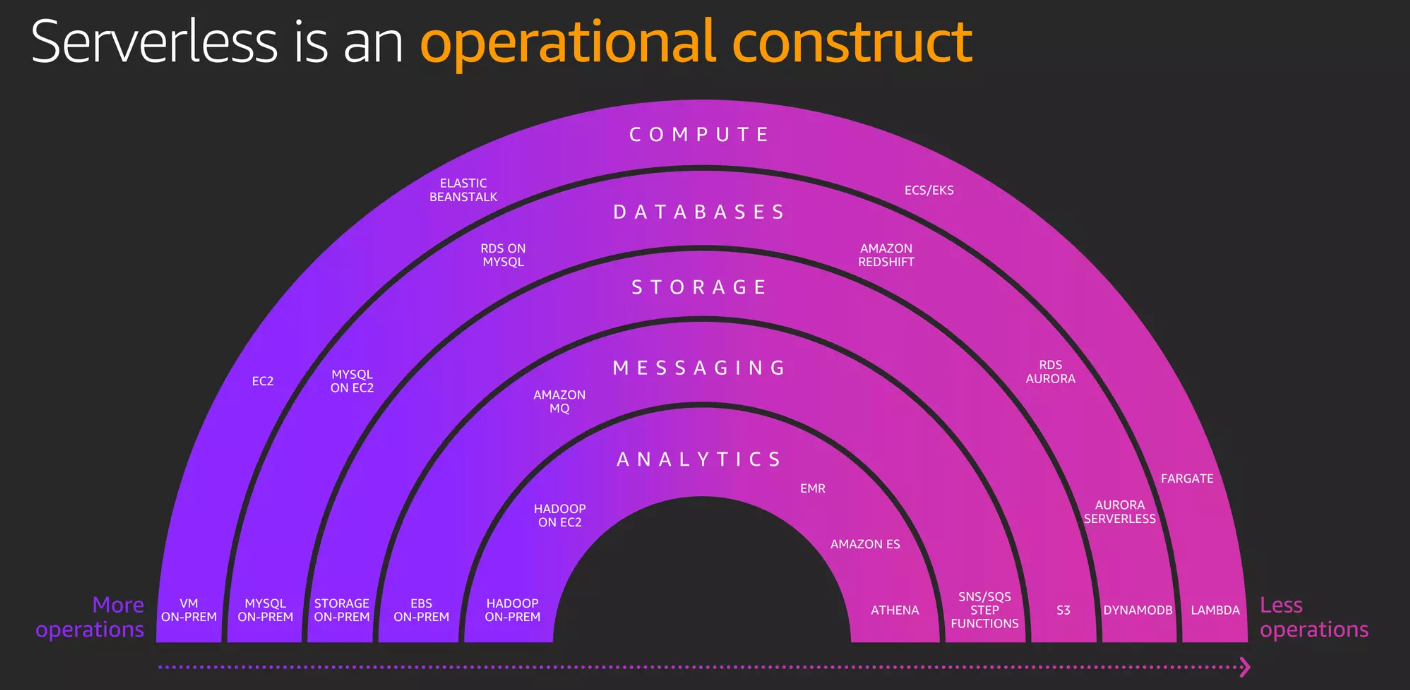 Serverless is an operational construct
COMPUTE
ELASTIC
BEANSTALK
ECS/EKS
EC2
FARGATE
VM
ON-PREM
LAMBDA
DATABASES
RDS ON
MYSQL
AMAZON
REDSHIFT
MYSQL
ON EC2
RDS
AURORA
AURORA
SERVERLESS
MYSQL
ON-PREM
DYNAMODB
STORAGE
STORAGE
ON-PREM
S3
MESSAGING
AMAZON
MQ
EBS
ON-PREM
SNS/SQS
STEP
FUNCTIONS
ANALYTICS
EMR
HADOOP
ON EC2
AMAZON ES
HADOOP
ON-PREM
ATHENA
More
operations
Less
operations